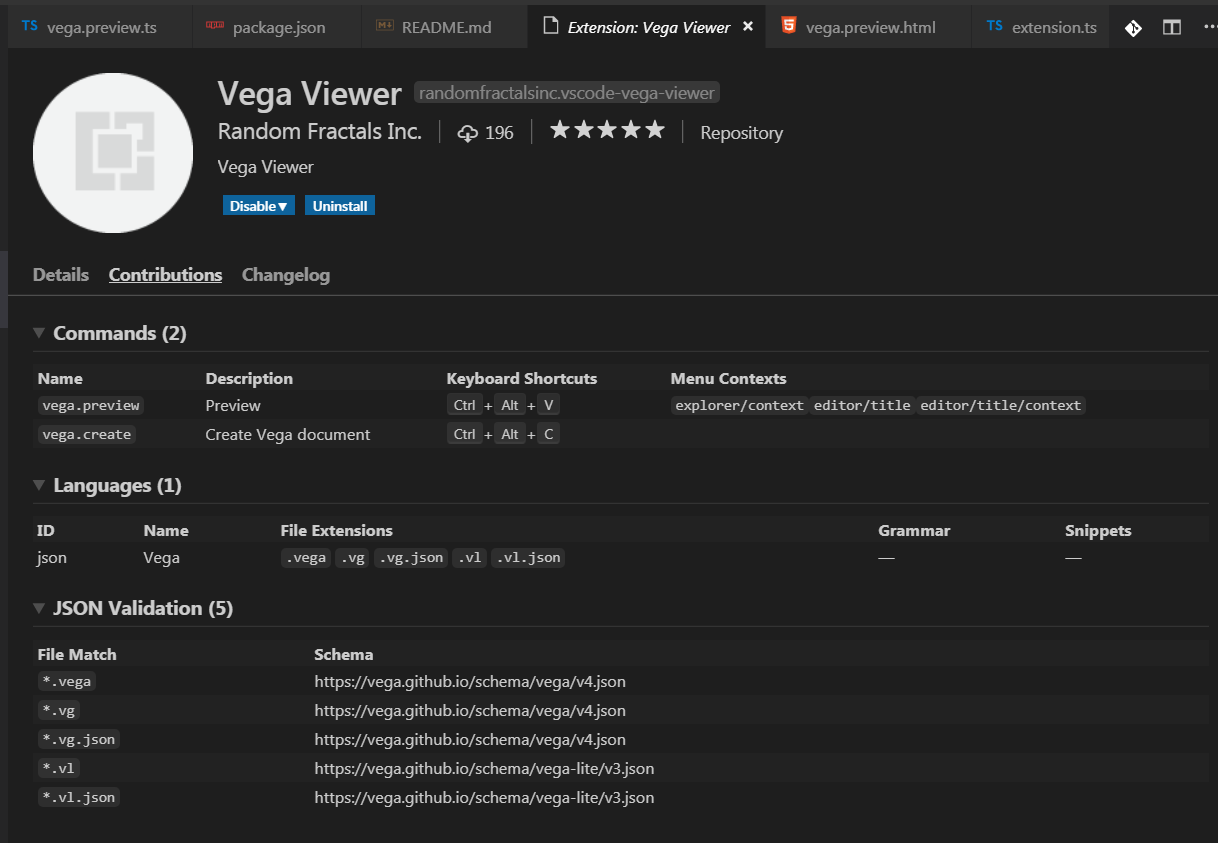 TS vega.preview.ts package.json README.md Extension: Vega Viewer × vega.preview.html TS extension.ts
Vega Viewer randomfractalsinc.vscode-vega-viewer
Random Fractals Inc. 196 ★★★★★ Repository
Vega Viewer
Disable▼ Uninstall
Details Contributions Changelog
Commands (2)
Name Description Keyboard Shortcuts Menu Contexts
vega.preview Preview Ctrl + Alt + V explorer/context editor/title editor/title/context
vega.create Create Vega document Ctrl + Alt + C
Languages (1)
ID Name File Extensions Grammar Snippets
json Vega .vega .vg .vg.json .vl .vl.json — —
JSON Validation (5)
File Match Schema
*.vega https://vega.github.io/schema/vega/v4.json
*.vg https://vega.github.io/schema/vega/v4.json
*.vg.json https://vega.github.io/schema/vega/v4.json
*.vl https://vega.github.io/schema/vega-lite/v3.json
*.vl.json https://vega.github.io/schema/vega-lite/v3.json